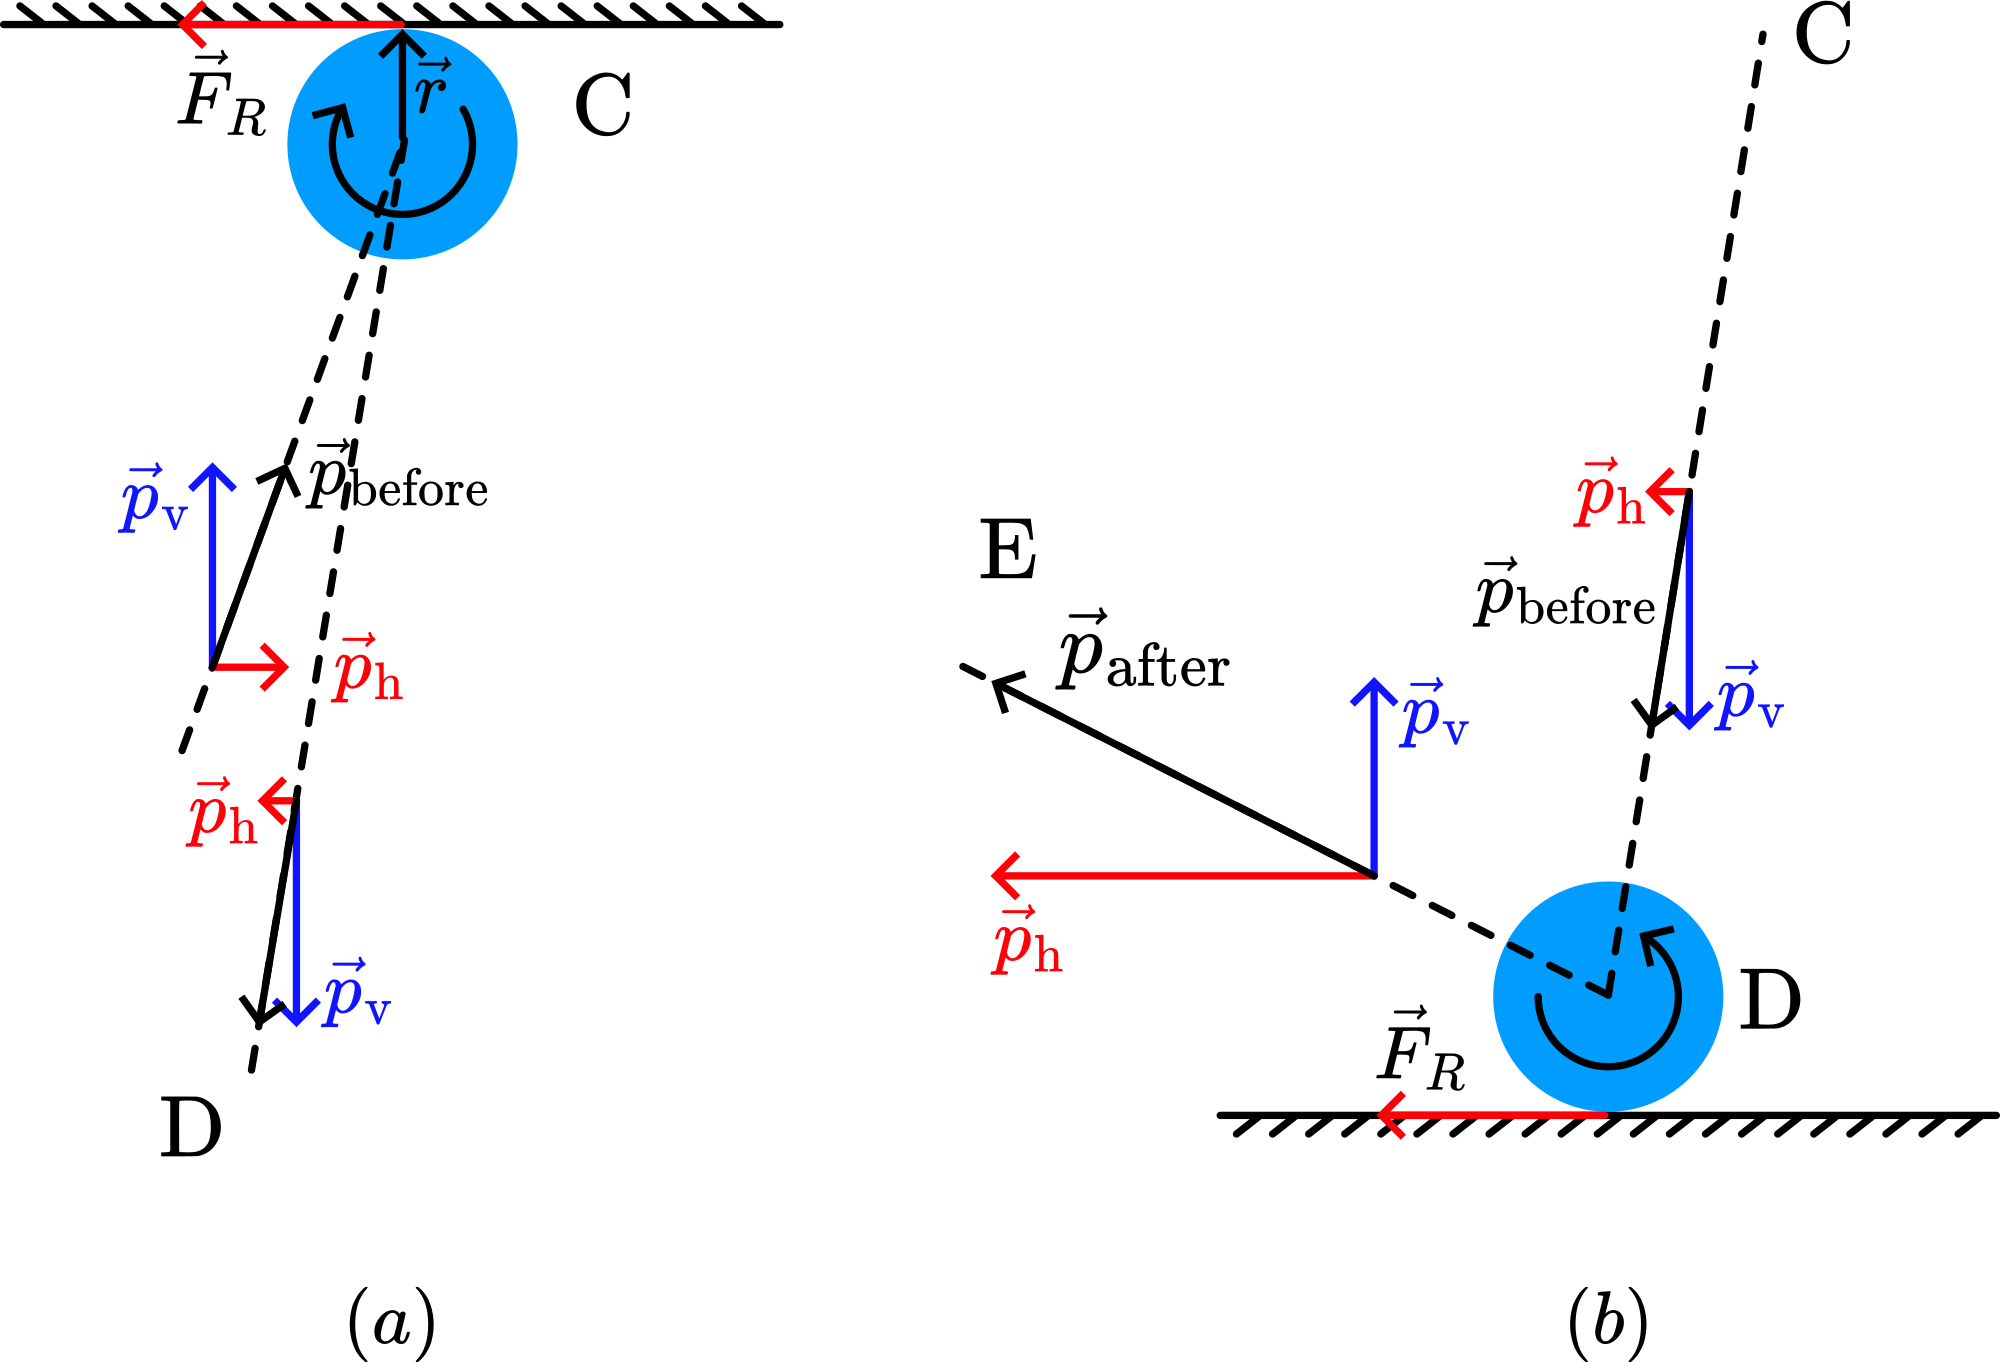 $\vec{F}_R$
$\vec{r}$
C
$\vec{p}_{\text{v}}$
$\vec{p}_{\text{before}}$
$\vec{p}_{\text{h}}$
$\vec{p}_{\text{h}}$
$\vec{p}_{\text{v}}$
D
(a)
C
$\vec{p}_{\text{h}}$
E
$\vec{p}_{\text{before}}$
$\vec{p}_{\text{after}}$
$\vec{p}_{\text{v}}$
$\vec{p}_{\text{v}}$
$\vec{p}_{\text{h}}$
D
$\vec{F}_R$
(b)